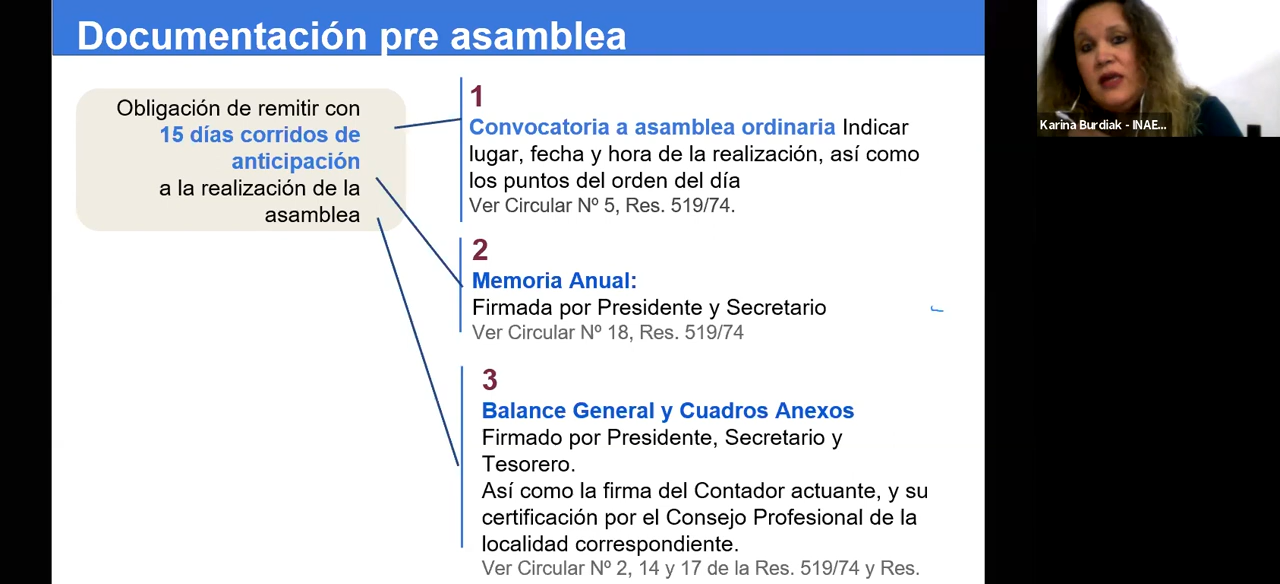 Documentación pre asamblea
Obligación de remitir con
15 días corridos de
anticipación
a la realización de la
asamblea
1
Convocatoria a asamblea ordinaria Indicar
lugar, fecha y hora de la realización, así como
los puntos del orden del día
Ver Circular Nº 5, Res. 519/74.
2
Memoria Anual:
Firmada por Presidente y Secretario
Ver Circular Nº 18, Res. 519/74
3
Balance General y Cuadros Anexos
Firmado por Presidente, Secretario y
Tesorero.
Así como la firma del Contador actuante, y su
certificación por el Consejo Profesional de la
localidad correspondiente.
Ver Circular Nº 2, 14 y 17 de la Res. 519/74 y Res.
Karina Burdiak - INAE...